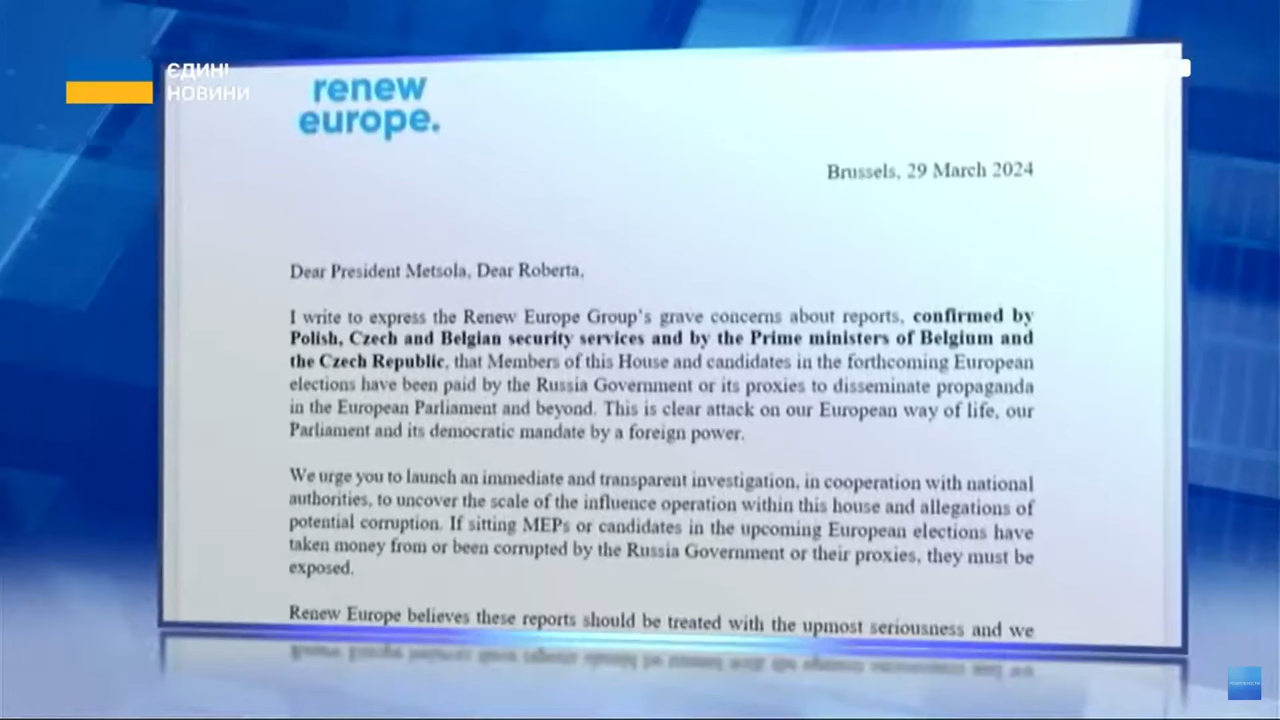 ЄДИНІ
НОВИНИ
renew
europe.
Brussels, 29 March 2024
Dear President Metsola, Dear Roberta,
I write to express the Renew Europe Group's grave concerns about reports, confirmed by
Polish, Czech and Belgian security services and by the Prime ministers of Belgium and
the Czech Republic, that Members of this House and candidates in the forthcoming European
elections have been paid by the Russia Government or its proxies to disseminate propaganda
in the European Parliament and beyond. This is clear attack on our European way of life, our
Parliament and its democratic mandate by a foreign power.
We urge you to launch an immediate and transparent investigation, in cooperation with national
authorities, to uncover the scale of the influence operation within this house and allegations of
potential corruption. If sitting MEPs or candidates in the upcoming European elections have
taken money from or been corrupted by the Russia Government or their proxies, they must be
exposed.
Renew Europe believes these reports should be treated with the upmost seriousness and we